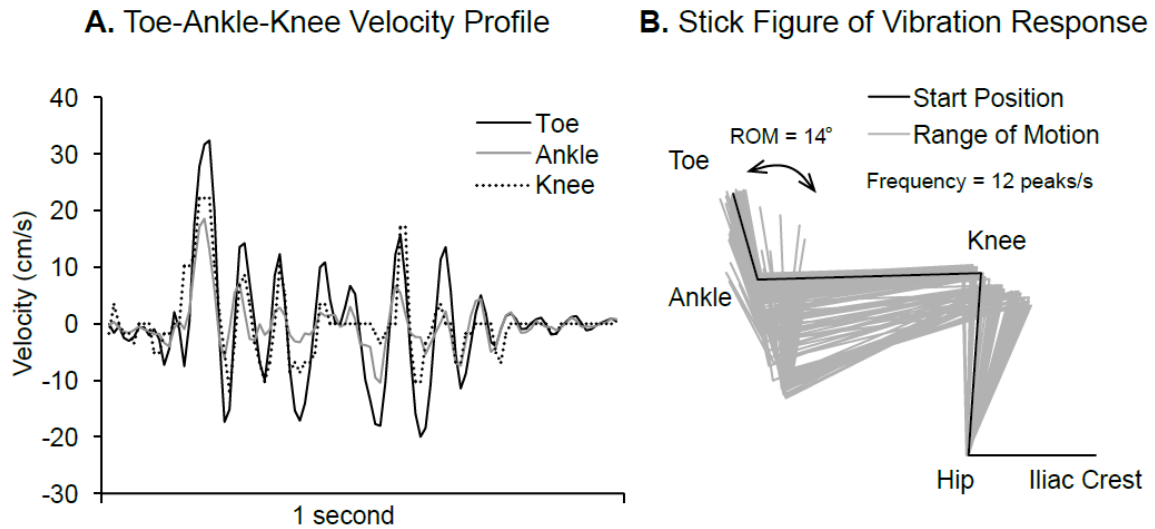 A. Toe-Ankle-Knee Velocity Profile
40
30
20
10
0
-10
-20
-30
Velocity (cm/s)
Toe
Ankle
Knee
1 second
B. Stick Figure of Vibration Response
Start Position
Range of Motion
ROM = 14°
Frequency = 12 peaks/s
Toe
Knee
Ankle
Hip
Iliac Crest